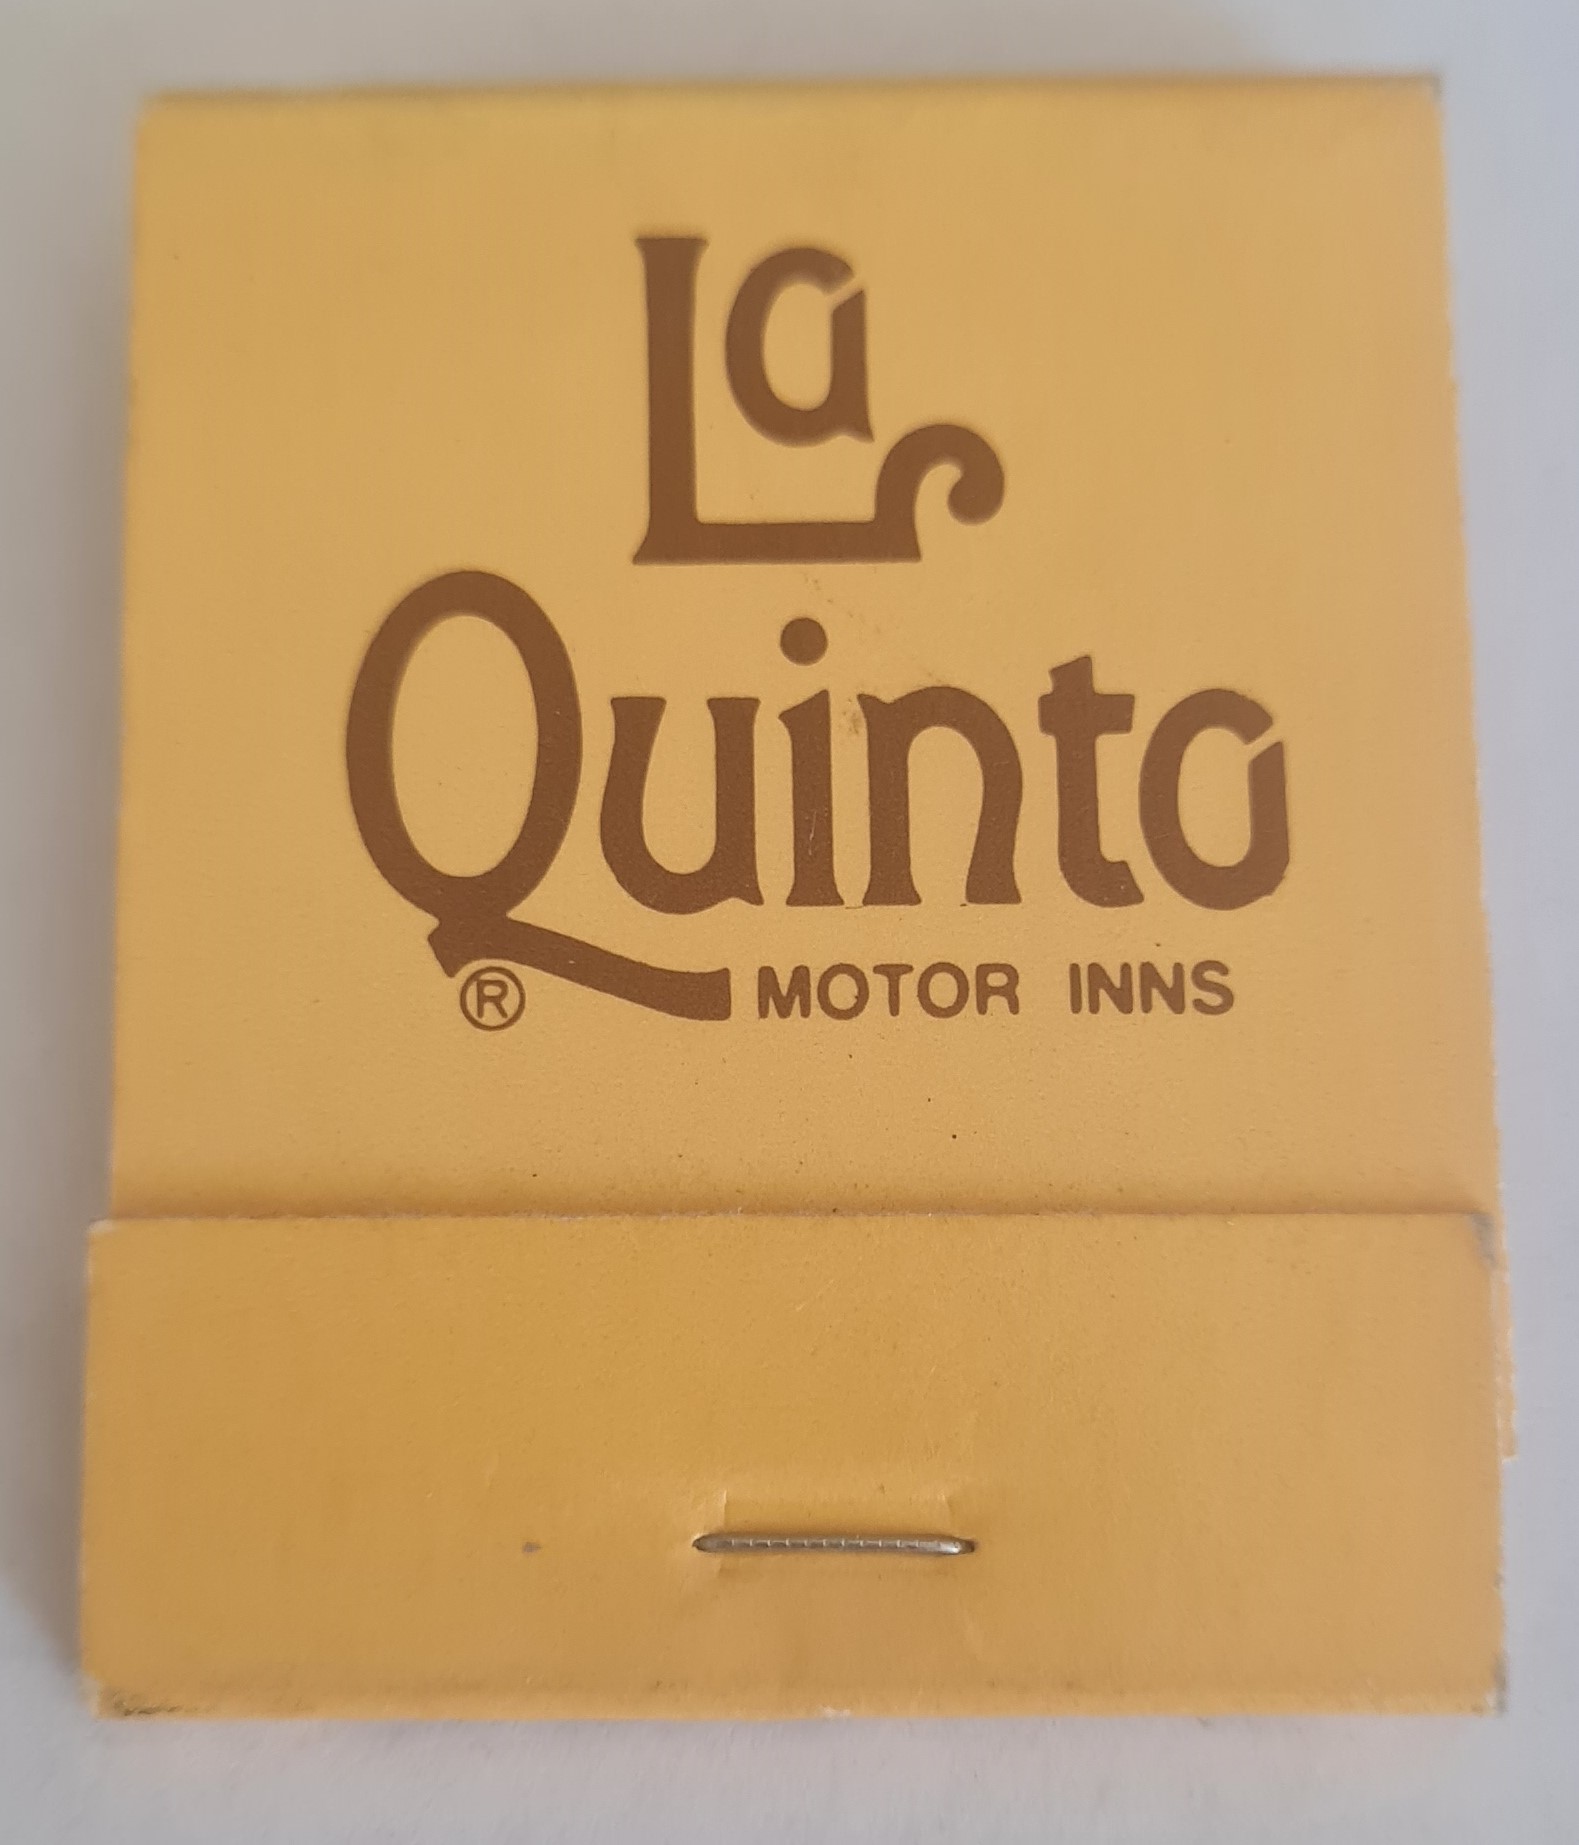 La
Quinta
® MOTOR INNS